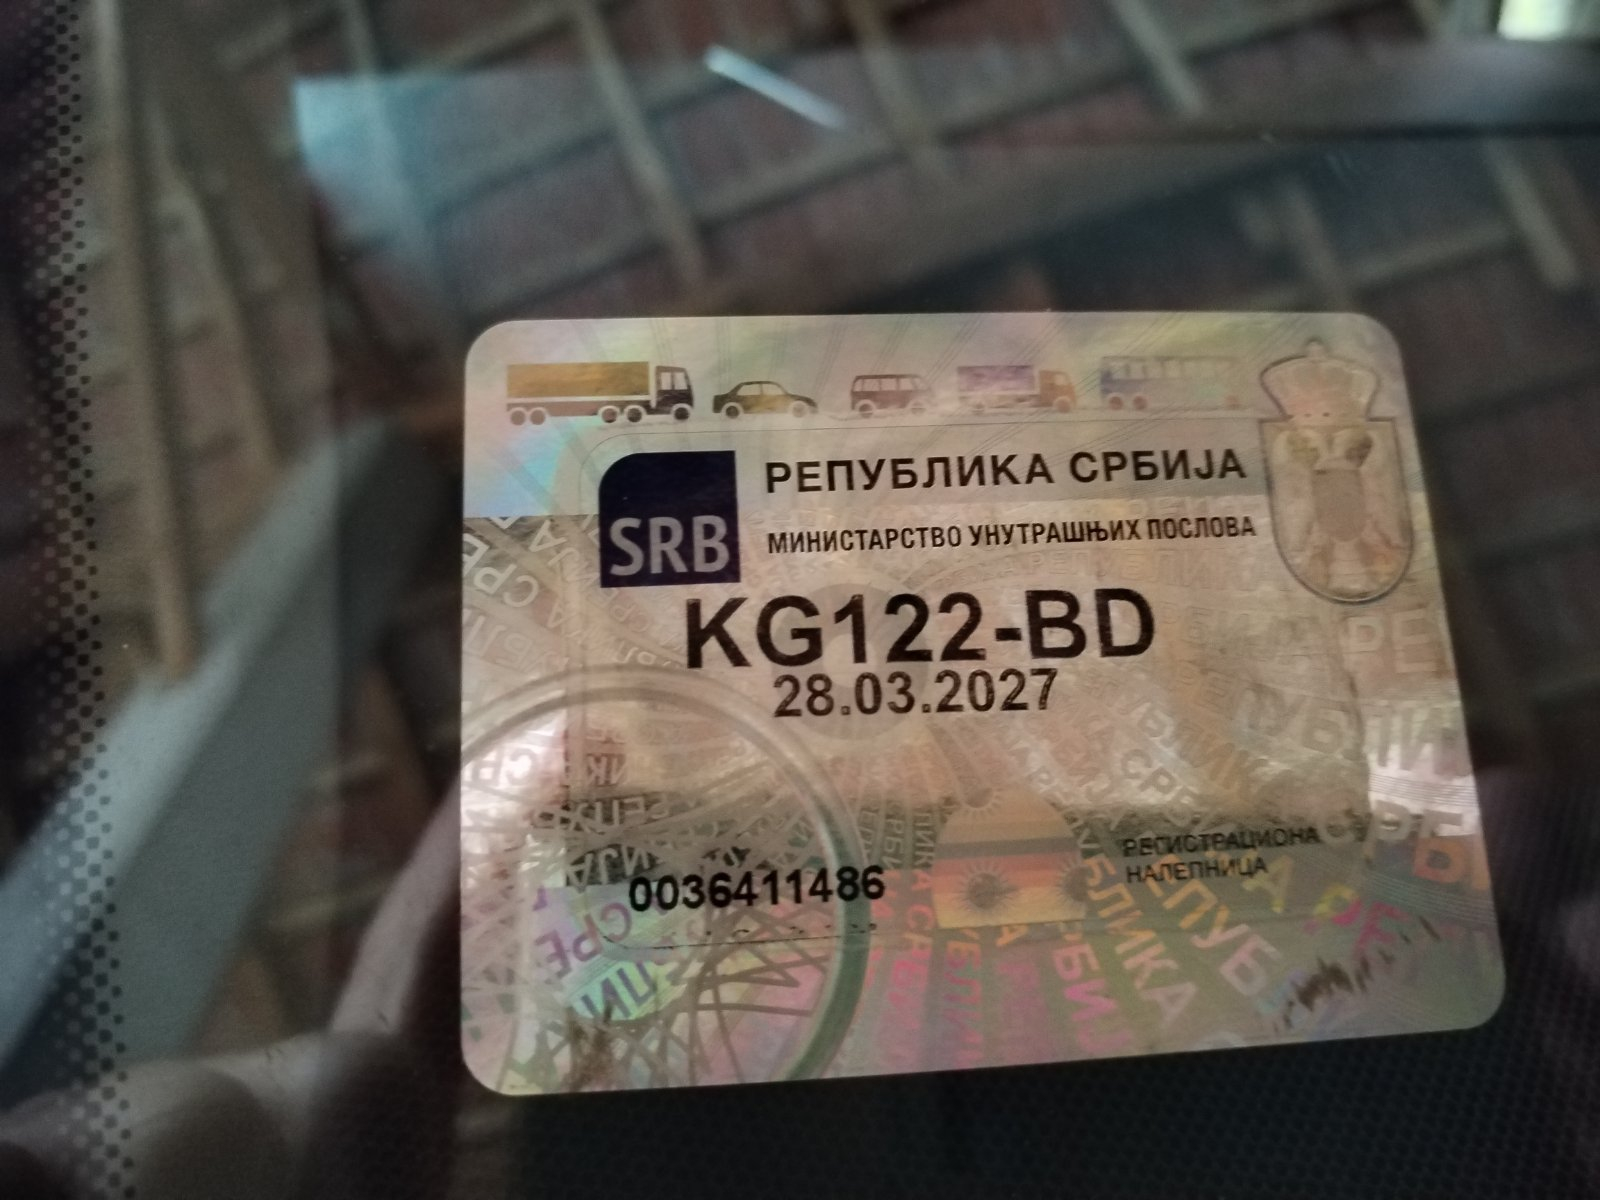 РЕПУБЛИКА СРБИЈА
SRB
МИНИСТАРСТВО УНУТРАШЊИХ ПОСЛОВА
KG122-BD
28.03.2027
РЕГИСТРАЦИОНА
НАЛЕПНИЦА
0036411486